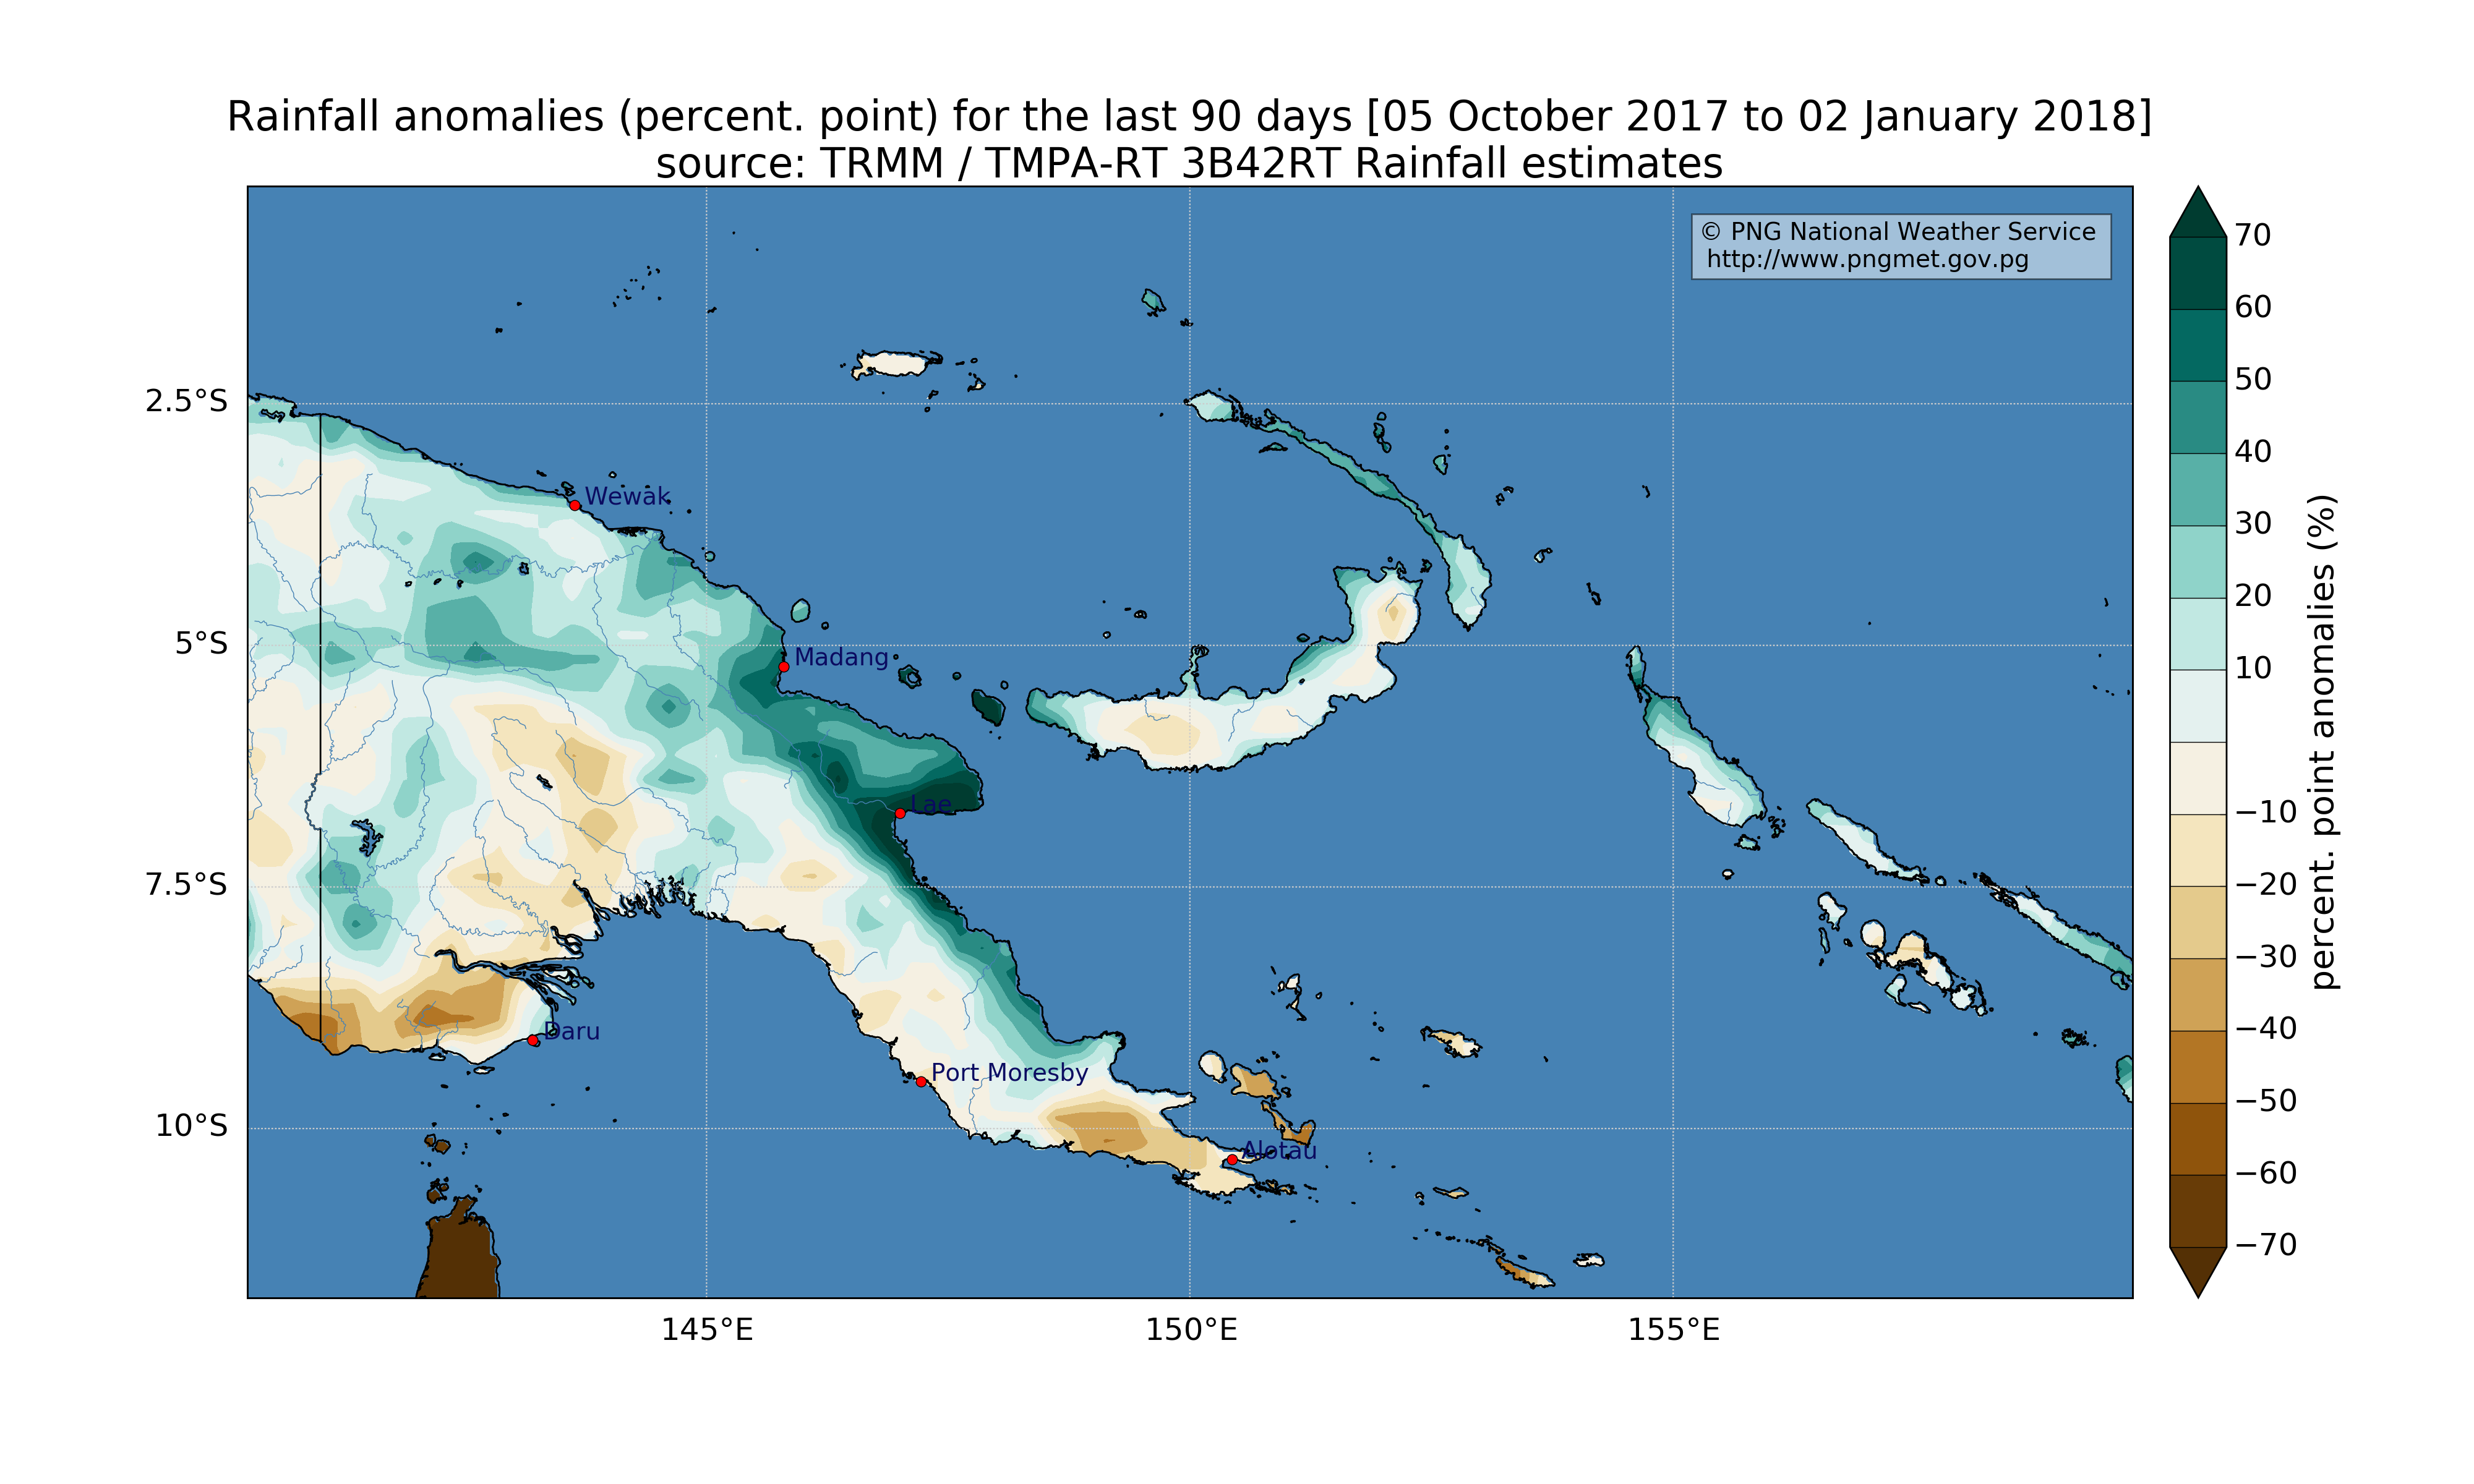 Rainfall anomalies (percent. point) for the last 90 days [05 October 2017 to 02 January 2018]
source: TRMM / TMPA-RT 3B42RT Rainfall estimates
© PNG National Weather Service
http://www.pngmet.gov.pg
2.5°S
5°S
7.5°S
10°S
Wewak
Madang
Lae
Daru
Port Moresby
Alotau
145°E
150°E
155°E
70
60
50
40
30
20
10
−10
−20
−30
−40
−50
−60
−70
percent. point anomalies (%)